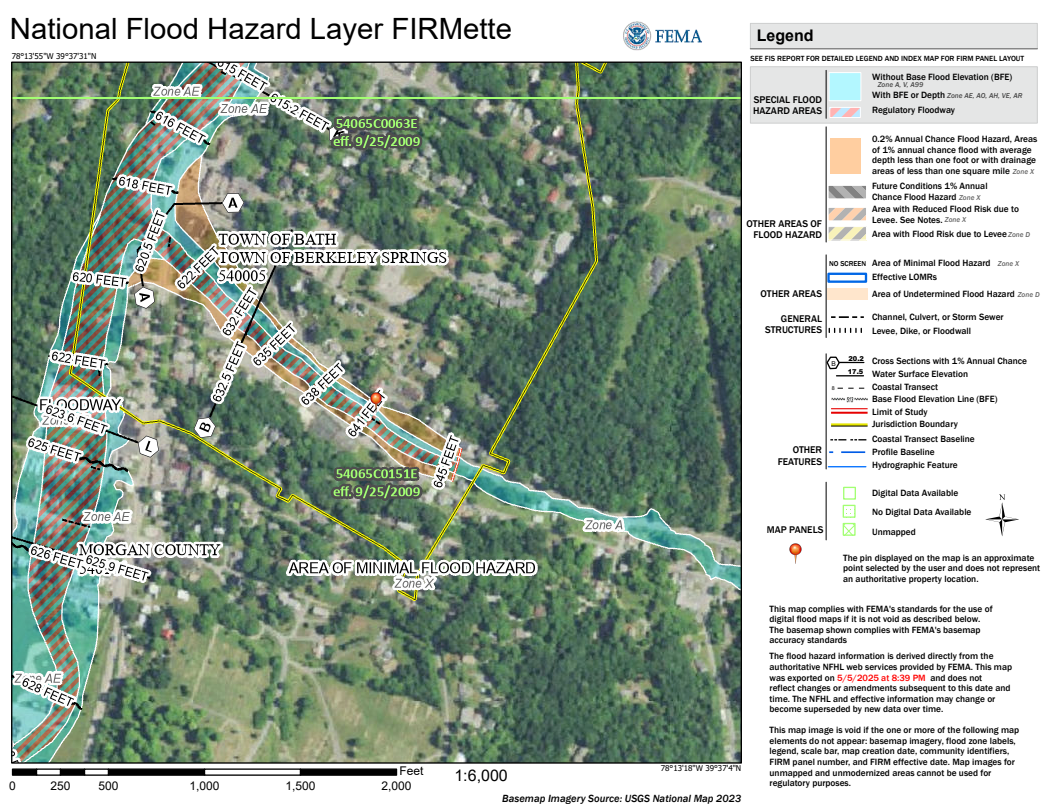 National Flood Hazard Layer FIRMette
FEMA
78°13'55"W 39°37'31"N
615 FEET
615.2 FEET
Zone AE
Zone AE
616 FEET
54065C0063E
eff. 9/25/2009
618 FEET
A
620.5 FEET
TOWN OF BATH
TOWN OF BERKELEY SPRINGS
540005
622 FEET
620 FEET
A
632 FEET
635 FEET
622 FEET
638 FEET
632.5 FEET
641 FEET
FLOODWAY
623.6 FEET
B
L
625 FEET
645 FEET
54065C0151E
eff. 9/25/2009
Zone AE
Zone A
MORGAN COUNTY
626 FEET
625.9 FEET
AREA OF MINIMAL FLOOD HAZARD
Zone X
Zone AE
628 FEET
78°13'18"W 39°37'4"N
0 250 500 1,000 1,500 2,000
Feet
1:6,000
Basemap Imagery Source: USGS National Map 2023
Legend
SEE FIS REPORT FOR DETAILED LEGEND AND INDEX MAP FOR FIRM PANEL LAYOUT
SPECIAL FLOOD
HAZARD AREAS
Without Base Flood Elevation (BFE)
Zone A, V, A99
With BFE or Depth Zone AE, AO, AH, VE, AR
Regulatory Floodway
0.2% Annual Chance Flood Hazard, Areas
of 1% annual chance flood with average
depth less than one foot or with drainage
areas of less than one square mile Zone X
Future Conditions 1% Annual
Chance Flood Hazard Zone X
Area with Reduced Flood Risk due to
Levee. See Notes. Zone X
Area with Flood Risk due to Levee Zone D
OTHER AREAS OF
FLOOD HAZARD
NO SCREEN Area of Minimal Flood Hazard Zone X
Effective LOMRs
OTHER AREAS
Area of Undetermined Flood Hazard Zone D
GENERAL
STRUCTURES
Channel, Culvert, or Storm Sewer
Levee, Dike, or Floodwall
B 20.2 Cross Sections with 1% Annual Chance
17.5 Water Surface Elevation
8 Coastal Transect
513 Base Flood Elevation Line (BFE)
Limit of Study
Jurisdiction Boundary
Coastal Transect Baseline
OTHER
FEATURES
Profile Baseline
Hydrographic Feature
Digital Data Available
No Digital Data Available
Unmapped
MAP PANELS
N
The pin displayed on the map is an approximate
point selected by the user and does not represent
an authoritative property location.
This map complies with FEMA's standards for the use of
digital flood maps if it is not void as described below.
The basemap shown complies with FEMA's basemap
accuracy standards
The flood hazard information is derived directly from the
authoritative NFHL web services provided by FEMA. This map
was exported on 5/5/2025 at 8:39 PM and does not
reflect changes or amendments subsequent to this date and
time. The NFHL and effective information may change or
become superseded by new data over time.
This map image is void if the one or more of the following map
elements do not appear: basemap imagery, flood zone labels,
legend, scale bar, map creation date, community identifiers,
FIRM panel number, and FIRM effective date. Map images for
unmapped and unmodernized areas cannot be used for
regulatory purposes.